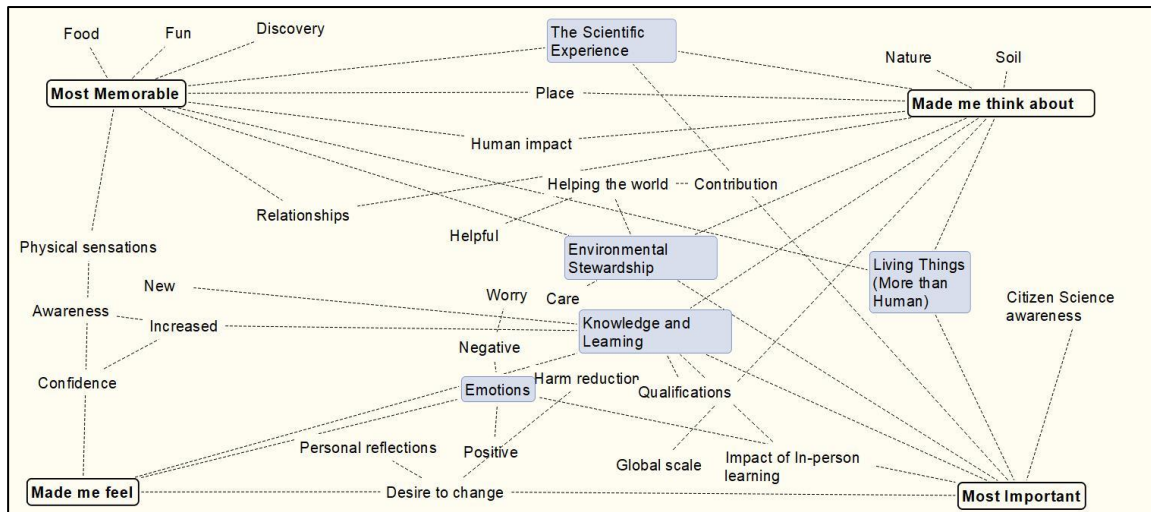 Food
Fun
Discovery
The Scientific
Experience
Nature
Soil
Most Memorable
Place
Made me think about
Human impact
Helping the world
Contribution
Relationships
Helpful
Physical sensations
Environmental
Stewardship
Living Things
(More than
Human)
New
Worry
Care
Citizen Science
awareness
Awareness
Increased
Knowledge and
Learning
Negative
Confidence
Emotions
Harm reduction
Qualifications
Personal reflections
Positive
Global scale
Impact of In-person
learning
Made me feel
Desire to change
Most Important